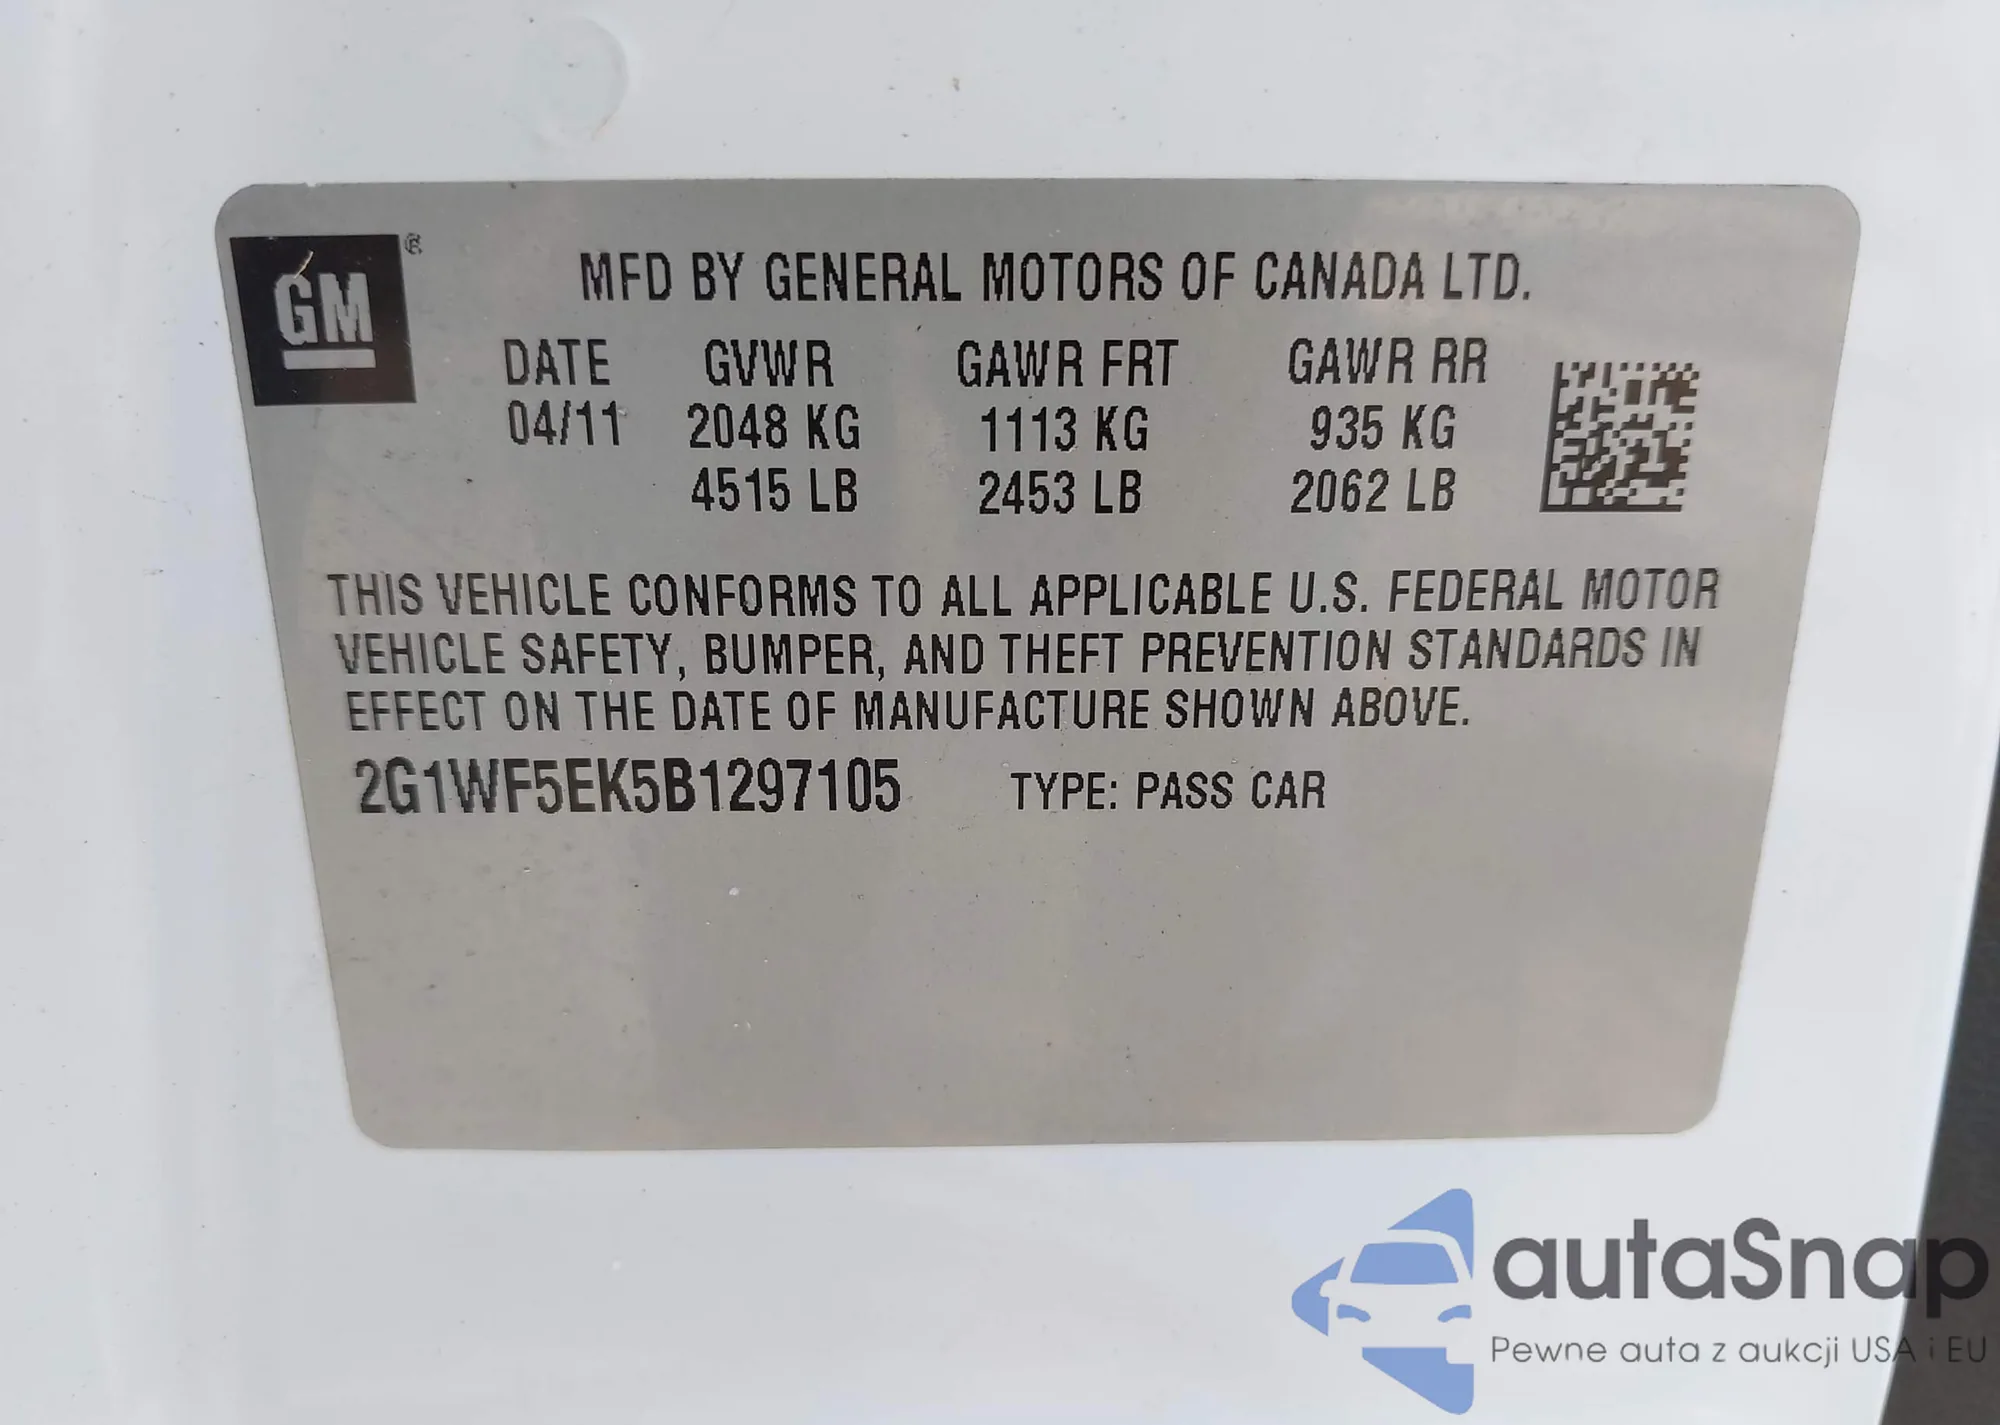 GM ®
MFD BY GENERAL MOTORS OF CANADA LTD.
DATE GVWR GAWR FRT GAWR RR
04/11 2048 KG 1113 KG 935 KG
4515 LB 2453 LB 2062 LB
THIS VEHICLE CONFORMS TO ALL APPLICABLE U.S. FEDERAL MOTOR
VEHICLE SAFETY, BUMPER, AND THEFT PREVENTION STANDARDS IN
EFFECT ON THE DATE OF MANUFACTURE SHOWN ABOVE.
2G1WF5EK5B1297105 TYPE: PASS CAR
autaSnap
Pewne auta z aukcji USA i EU